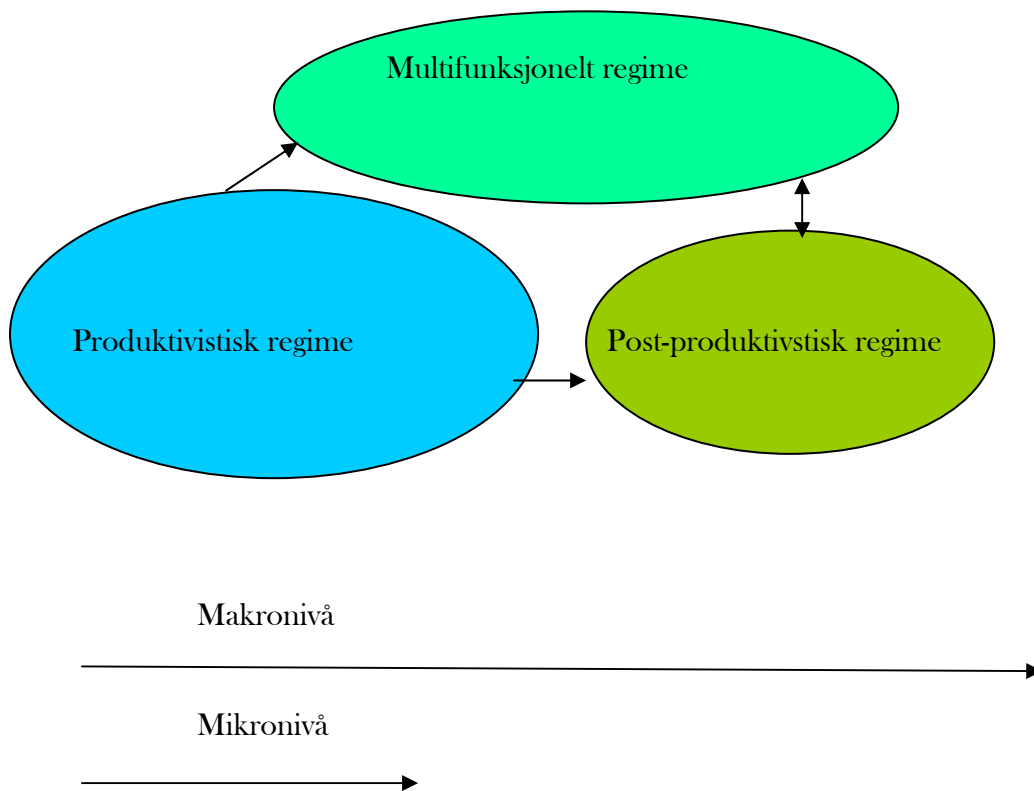 Multifunksjonelt regime
Produktivistisk regime
Post-produktivstisk regime
Makronivå
Mikronivå